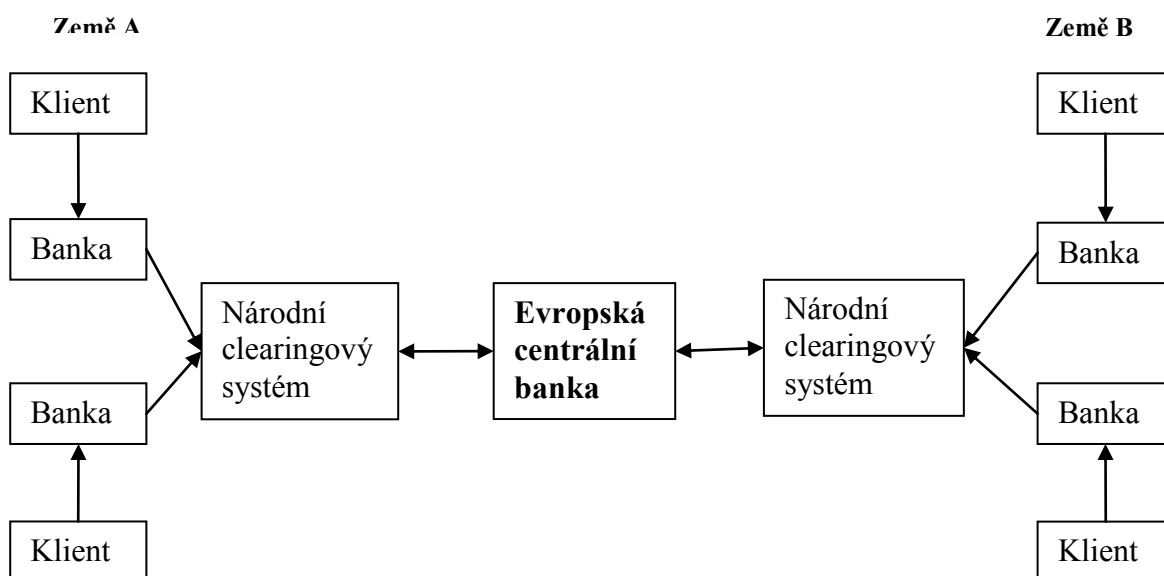 Země A
Země B
Klient
Klient
Banka
Banka
Národní
clearingový
systém
Evropská
centrální
banka
Národní
clearingový
systém
Banka
Banka
Klient
Klient